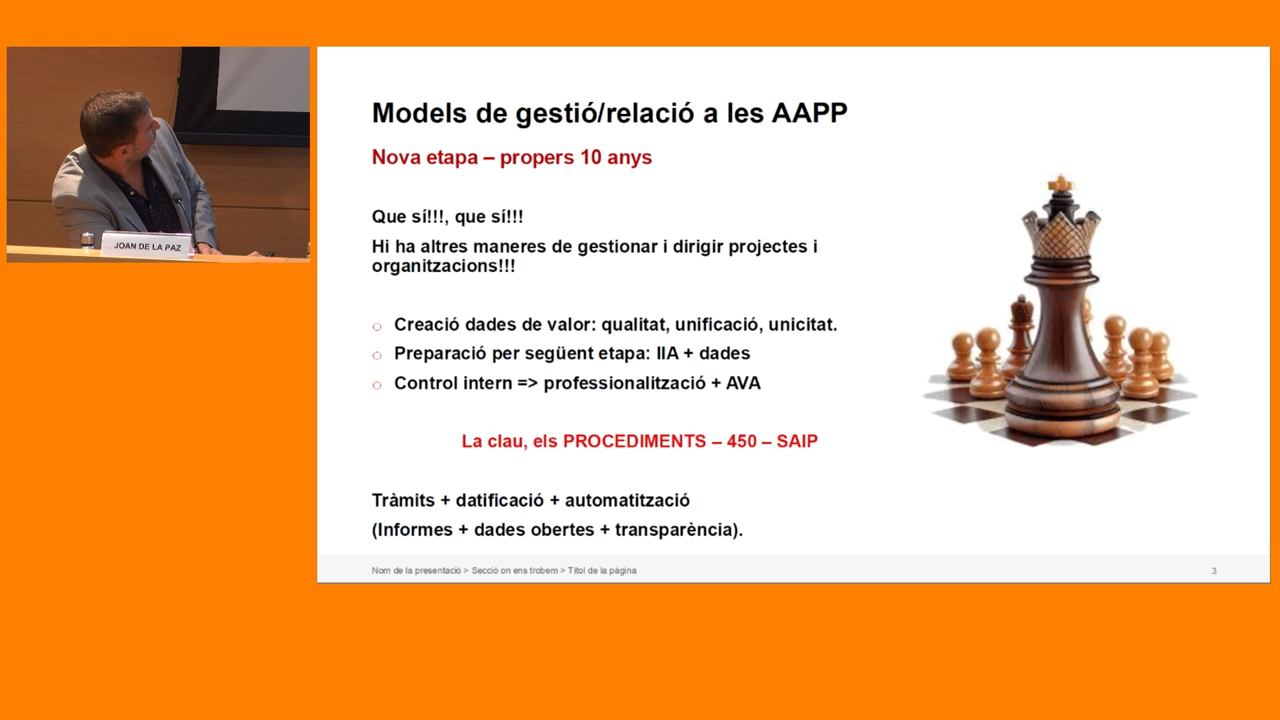 JOAN DE LA PAZ
Models de gestió/relació a les AAPP
Nova etapa – propers 10 anys
Que sí!!!, que sí!!!
Hi ha altres maneres de gestionar i dirigir projectes i
organitzacions!!!
Creació dades de valor: qualitat, unificació, unicitat.
Preparació per següent etapa: IIA + dades
Control intern => professionalització + AVA
La clau, els PROCEDIMENTS – 450 – SAIP
Tràmits + datificació + automatització
(Informes + dades obertes + transparència).
Nom de la presentació > Secció on ens trobem > Títol de la pàgina
3